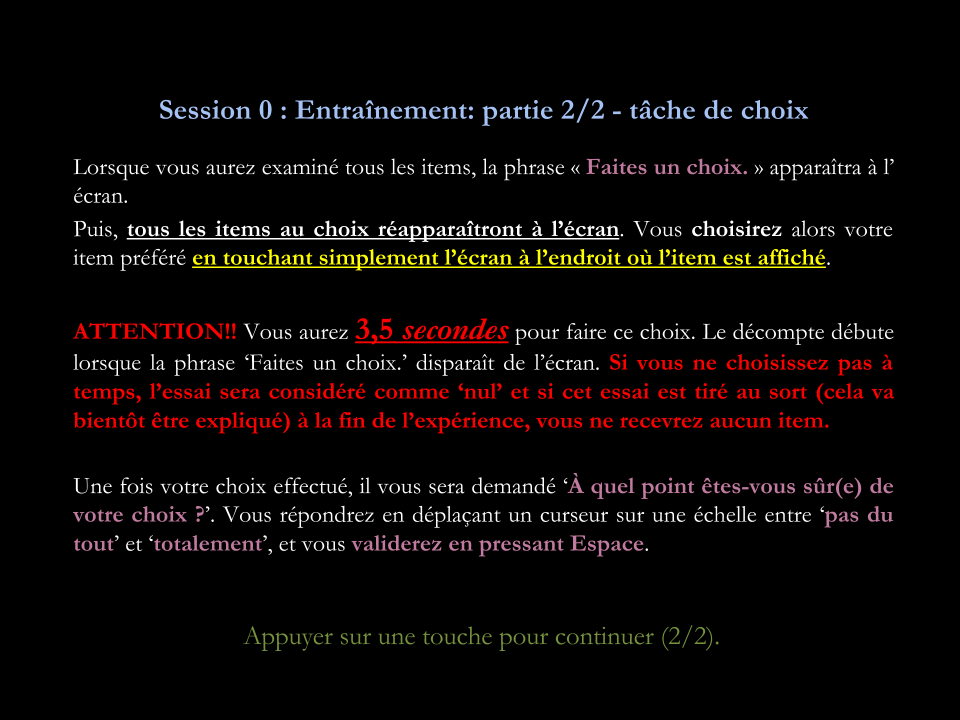 Session 0 : Entraînement: partie 2/2 - tâche de choix
Lorsque vous aurez examiné tous les items, la phrase « Faites un choix. » apparaîtra à l’
écran.
Puis, tous les items au choix réapparaîtront à l’écran. Vous choisirez alors votre
item préféré en touchant simplement l’écran à l’endroit où l’item est affiché.
ATTENTION!! Vous aurez 3,5 secondes pour faire ce choix. Le décompte débute
lorsque la phrase ‘Faites un choix.’ disparaît de l’écran. Si vous ne choisissez pas à
temps, l’essai sera considéré comme ‘nul’ et si cet essai est tiré au sort (cela va
bientôt être expliqué) à la fin de l’expérience, vous ne recevrez aucun item.
Une fois votre choix effectué, il vous sera demandé ‘À quel point êtes-vous sûr(e) de
votre choix ?’. Vous répondrez en déplaçant un curseur sur une échelle entre ‘pas du
tout’ et ‘totalement’, et vous validerez en pressant Espace.
Appuyer sur une touche pour continuer (2/2).